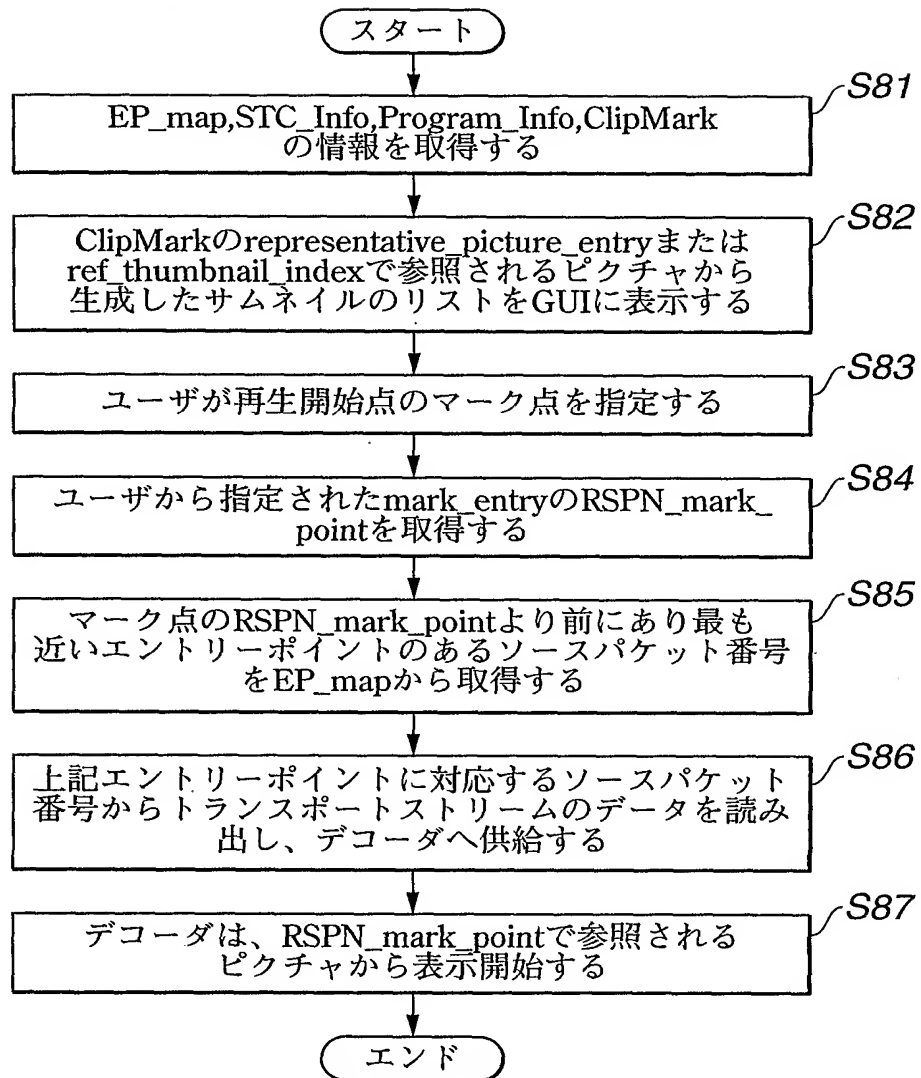 スタート
S81
EP_map,STC_Info,Program_Info,ClipMark
の情報を取得する
S82
ClipMarkのrepresentative_picture_entryまたは
ref_thumbnail_indexで参照されるピクチャから
生成したサムネイルのリストをGUIに表示する
S83
ユーザが再生開始点のマーク点を指定する
S84
ユーザから指定されたmark_entryのRSPN_mark_
pointを取得する
S85
マーク点のRSPN_mark_pointより前にあり最も
近いエントリーポイントのあるソースパケット番号
をEP_mapから取得する
S86
上記エントリーポイントに対応するソースパケット
番号からトランスポートストリームのデータを読み
出し、デコーダへ供給する
S87
デコーダは、RSPN_mark_pointで参照される
ピクチャから表示開始する
エンド